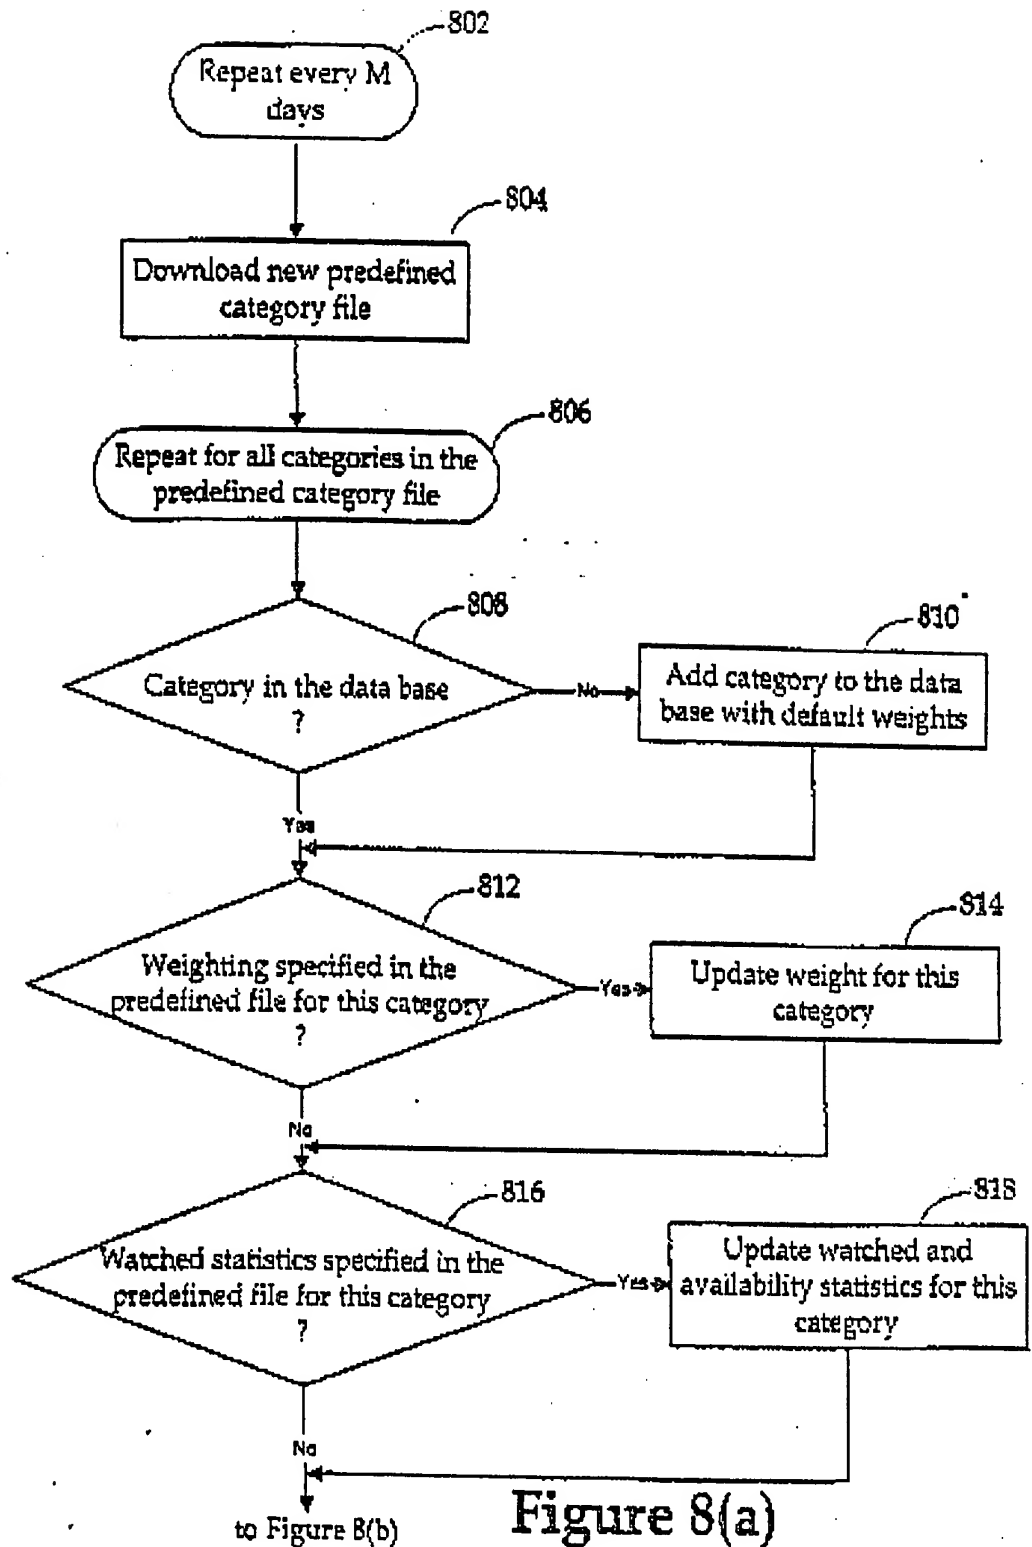 802
Repeat every M
days
804
Download new predefined
category file
806
Repeat for all categories in the
predefined category file
808
Category in the data base
?
No
810
Add category to the data
base with default weights
Yes
812
Weighting specified in the
predefined file for this category
?
Yes
814
Update weight for this
category
No
816
Watched statistics specified in the
predefined file for this category
?
Yes
818
Update watched and
availability statistics for this
category
No
to Figure 8(b)
Figure 8(a)